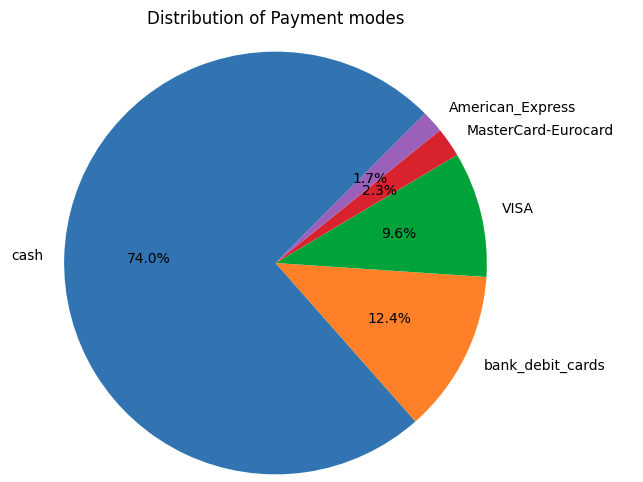 Distribution of Payment modes
American_Express
MasterCard-Eurocard
1.7%
2.3%
VISA
9.6%
cash
74.0%
12.4%
bank_debit_cards